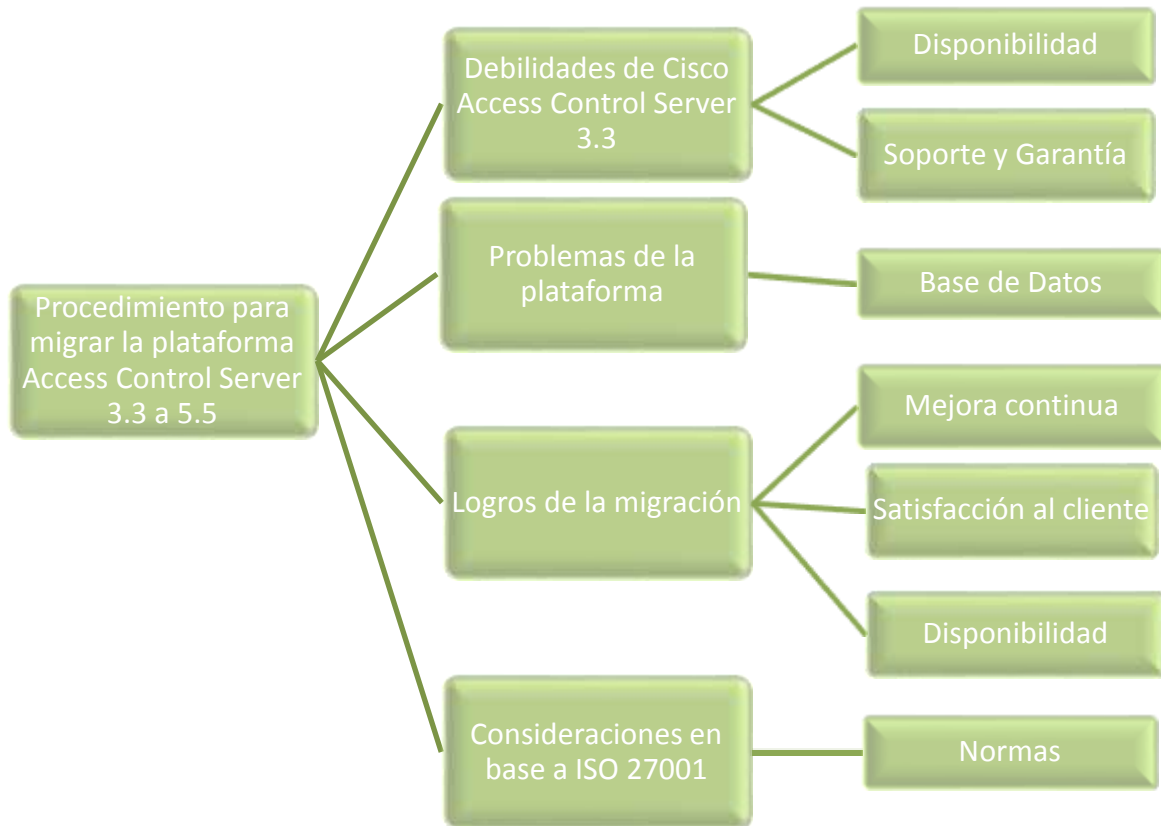 Procedimiento para
migrar la plataforma
Access Control Server
3.3 a 5.5
Debilidades de Cisco
Access Control Server
3.3
Disponibilidad
Soporte y Garantía
Problemas de la
plataforma
Base de Datos
Logros de la migración
Mejora continua
Satisfacción al cliente
Disponibilidad
Consideraciones en
base a ISO 27001
Normas